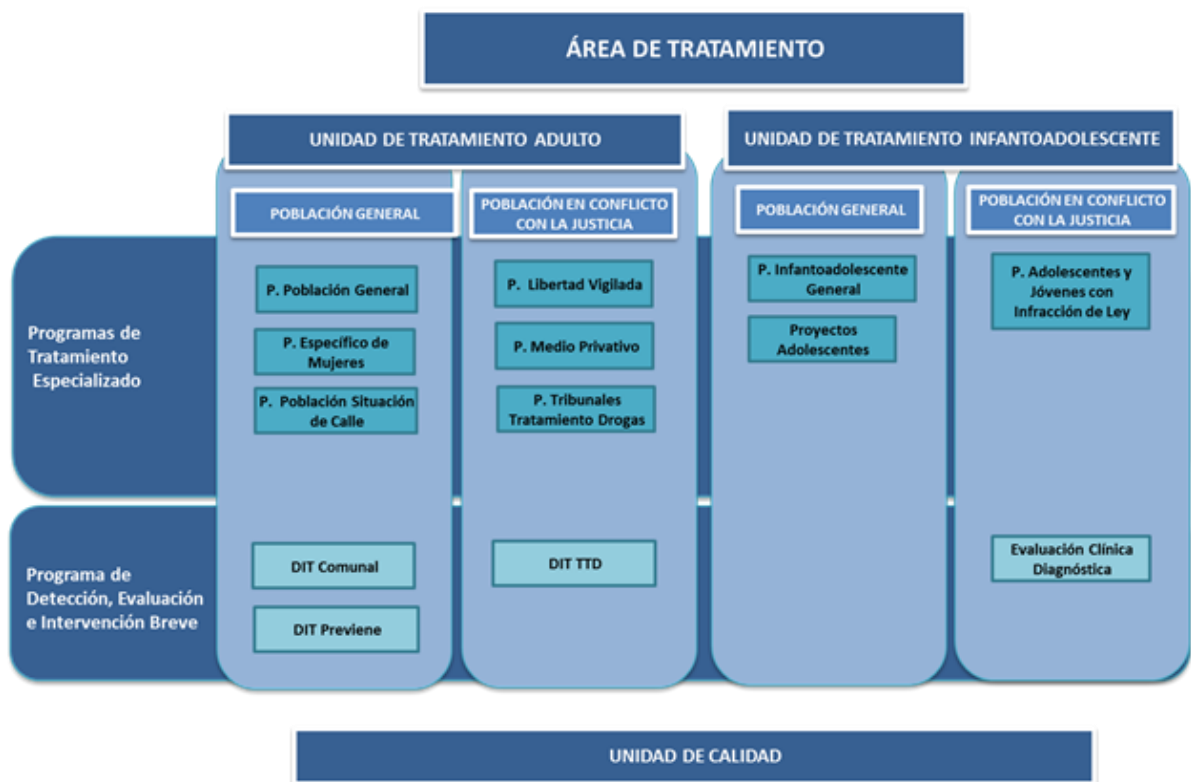 ÁREA DE TRATAMIENTO
UNIDAD DE TRATAMIENTO ADULTO
UNIDAD DE TRATAMIENTO INFANTOADOLESCENTE
POBLACIÓN GENERAL
POBLACIÓN EN CONFLICTO
CON LA JUSTICIA
POBLACIÓN GENERAL
POBLACIÓN EN CONFLICTO
CON LA JUSTICIA
Programas de
Tratamiento
Especializado
P. Población General
P. Específico de
Mujeres
P. Población Situación
de Calle
P. Libertad Vigilada
P. Medio Privativo
P. Tribunales
Tratamiento Drogas
P. Infantoadolescente
General
Proyectos
Adolescentes
P. Adolescentes y
Jóvenes con
Infracción de Ley
Programa de
Detección, Evaluación
e Intervención Breve
DIT Comunal
DIT Previene
DIT TTD
Evaluación Clínica
Diagnóstica
UNIDAD DE CALIDAD